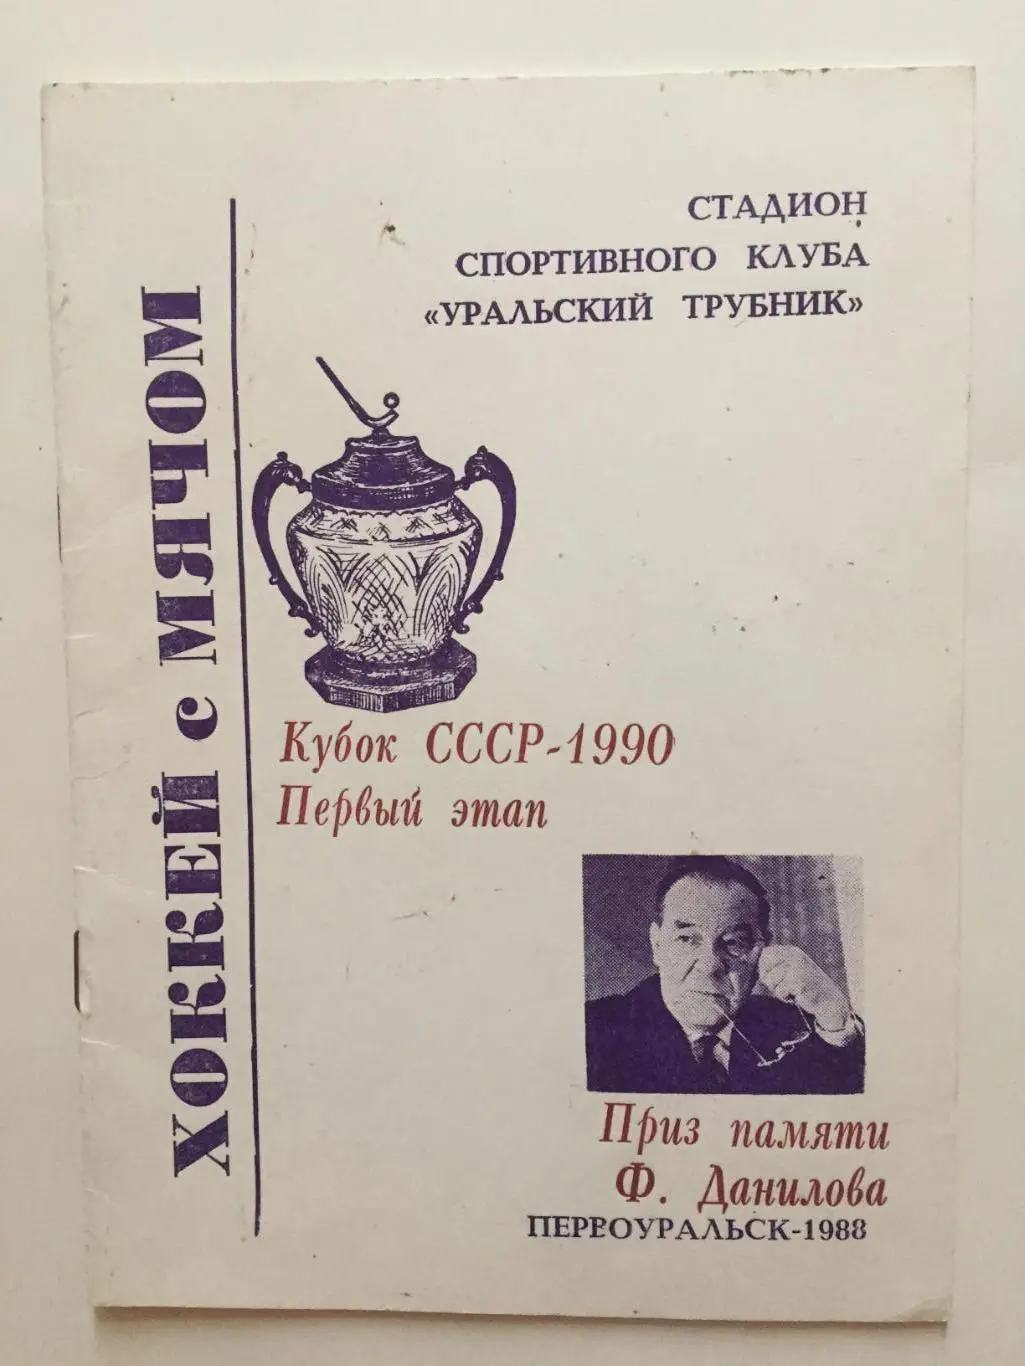 ХОККЕЙ с МЯЧОМ
СТАДИОН
СПОРТИВНОГО КЛУБА
«УРАЛЬСКИЙ ТРУБНИК»
Кубок СССР-1990
Первый этап
Приз памяти
Ф. Данилова
ПЕРВОУРАЛЬСК-1988